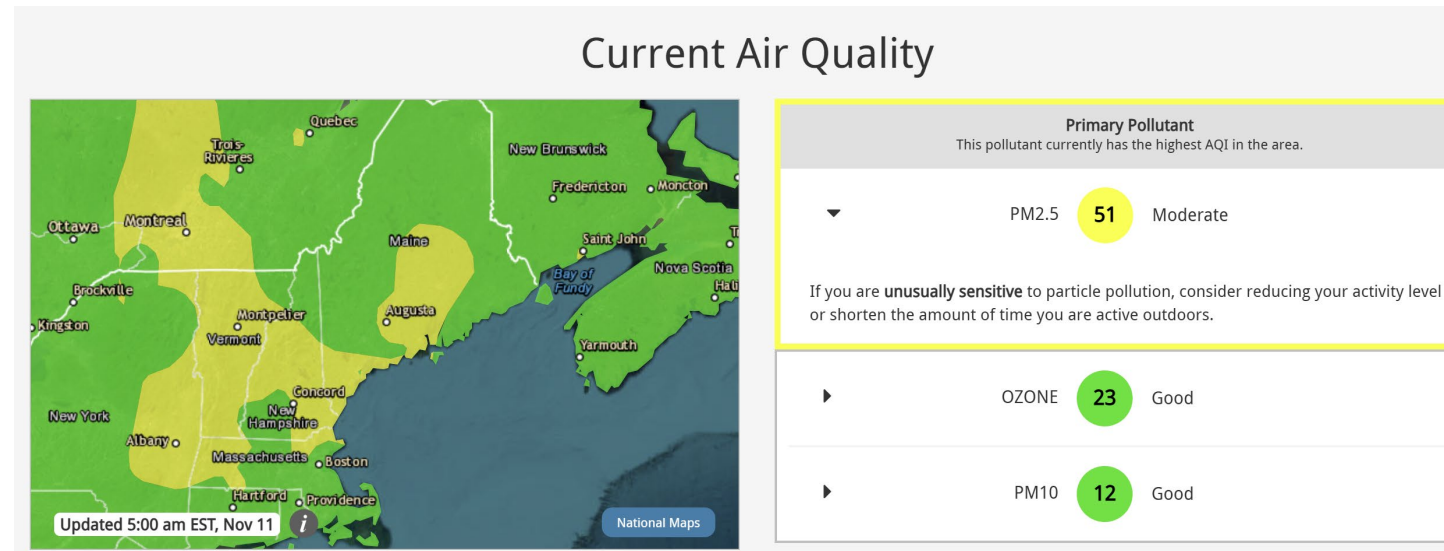 Current Air Quality
Quebec
Trois-
Rivieres
New Brunswick
Fredericton
Moncton
Ottawa
Montreal
Maine
Saint John
Bay of
Fundy
Nova Scotia
Brockville
Kingston
Montpelier
Vermont
Augusta
Yarmouth
Concord
New
Hampshire
New York
Albany
Massachusetts
Boston
Hartford
Providence
Updated 5:00 am EST, Nov 11
i
National Maps
Primary Pollutant
This pollutant currently has the highest AQI in the area.
PM2.5 51 Moderate
If you are unusually sensitive to particle pollution, consider reducing your activity level
or shorten the amount of time you are active outdoors.
OZONE 23 Good
PM10 12 Good